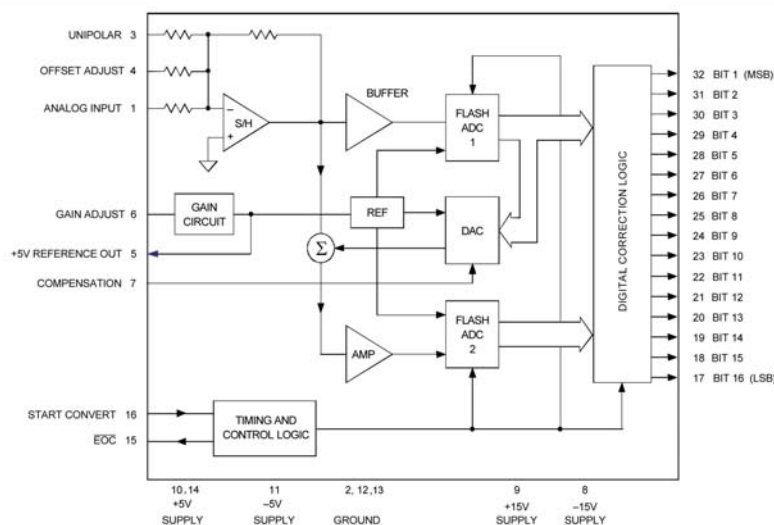 UNIPOLAR 3
OFFSET ADJUST 4
ANALOG INPUT 1
−
S/H
+
BUFFER
FLASH
ADC
1
GAIN ADJUST 6
GAIN
CIRCUIT
REF
DAC
+5V REFERENCE OUT 5
Σ
COMPENSATION 7
AMP
FLASH
ADC
2
START CONVERT 16
EOC 15
TIMING AND
CONTROL LOGIC
DIGITAL CORRECTION LOGIC
32 BIT 1 (MSB)
31 BIT 2
30 BIT 3
29 BIT 4
28 BIT 5
27 BIT 6
26 BIT 7
25 BIT 8
24 BIT 9
23 BIT 10
22 BIT 11
21 BIT 12
20 BIT 13
19 BIT 14
18 BIT 15
17 BIT 16 (LSB)
10, 14
+5V
SUPPLY
11
−5V
SUPPLY
2, 12,13
GROUND
9
+15V
SUPPLY
8
−15V
SUPPLY